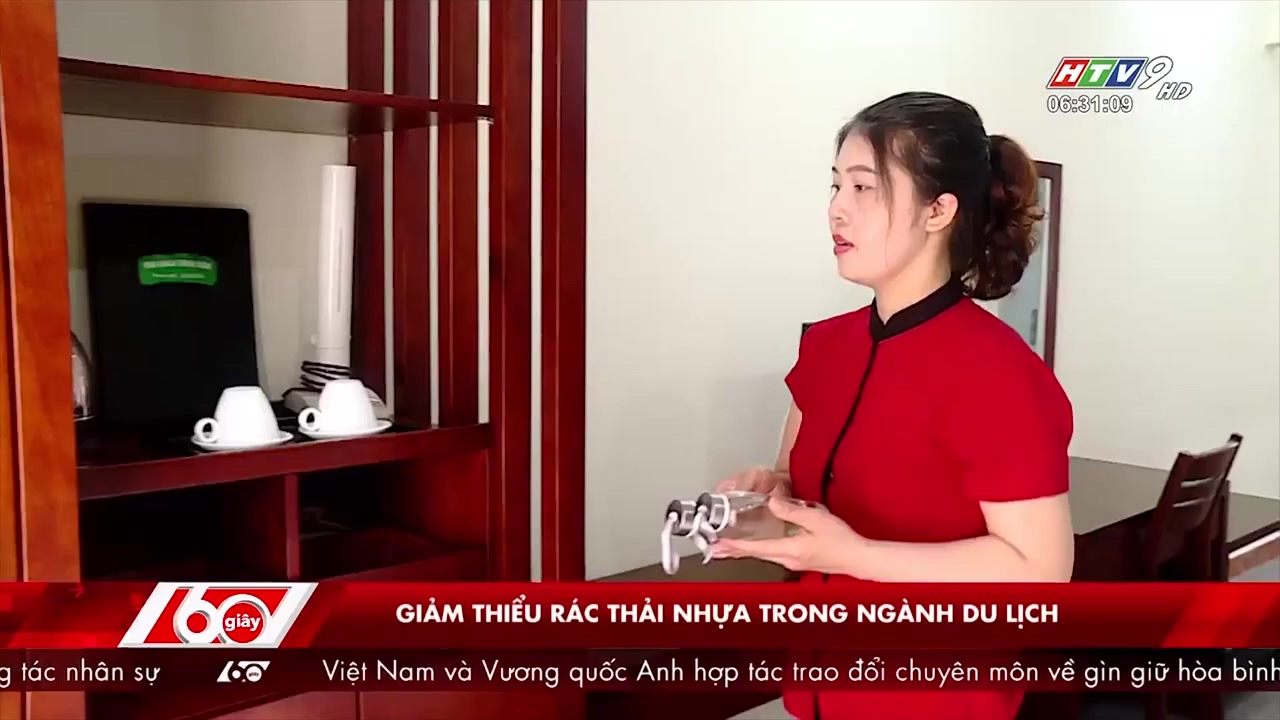 HTV9 HD
06:31:09
60 giây
GIẢM THIỂU RÁC THẢI NHỰA TRONG NGÀNH DU LỊCH
g tác nhân sự
60 giây
Việt Nam và Vương quốc Anh hợp tác trao đổi chuyên môn về gìn giữ hòa bình